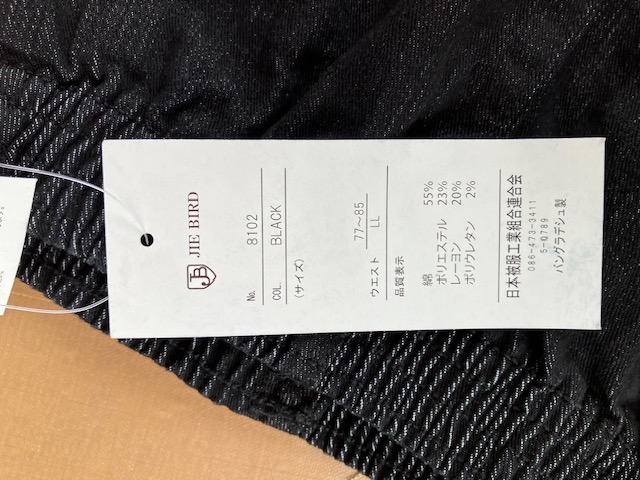 JB
JIE BIRD
No. 8102
COL. BLACK
(サイズ)
ウエスト 77~85
LL
品質表示
綿 55%
ポリエステル 23%
レーヨン 20%
ポリウレタン 2%
日本被服工業組合連合会
086-473-3411
5-0789
バングラデシュ製